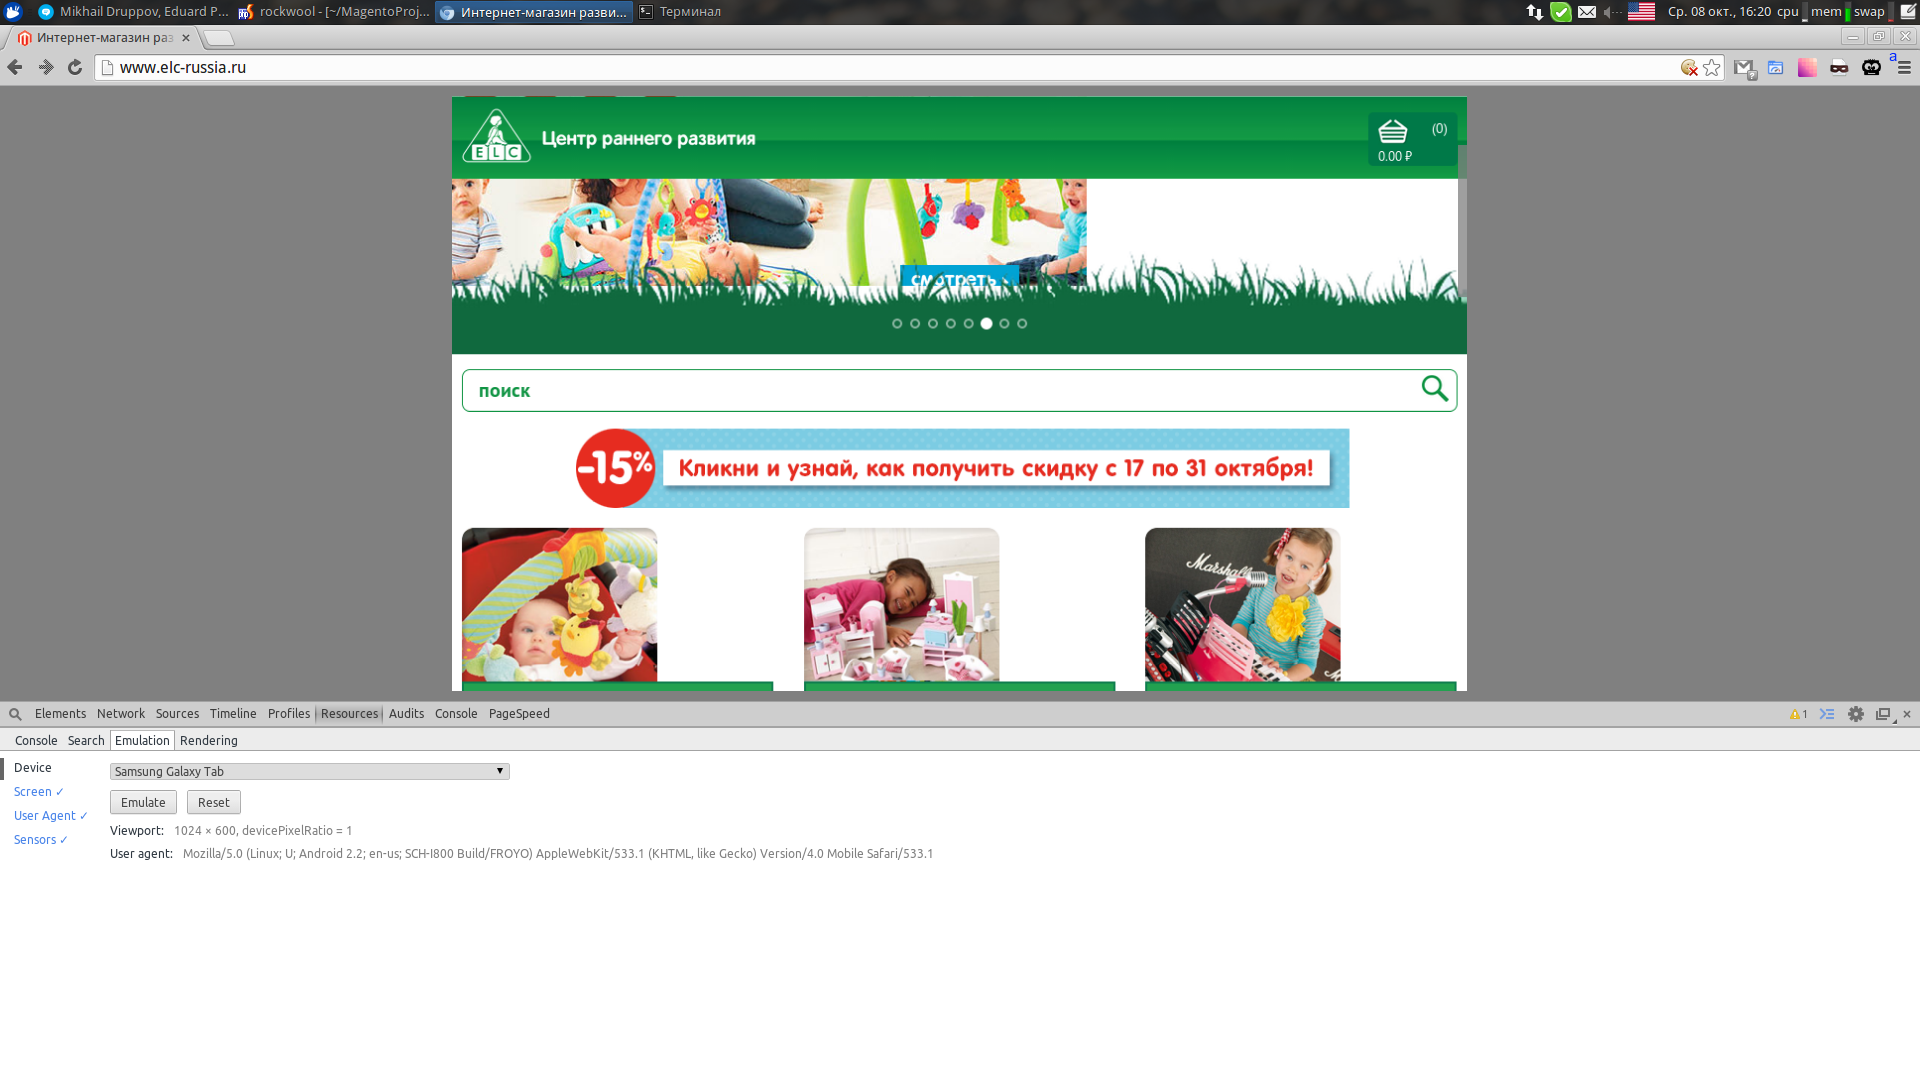 Mikhail Druppov, Eduard P...
rockwool - [~/MagentoProj...
Интернет-магазин разви...
Терминал
Ср. 08 окт., 16:20 cpu mem swap
Интернет-магазин раз
www.elc-russia.ru
a
ELC
Центр раннего развития
(0)
0.00 ₽
смотреть
поиск
-15%
Кликни и узнай, как получить скидку с 17 по 31 октября!
Marshall
Elements Network Sources Timeline Profiles Resources Audits Console PageSpeed
1
Console Search Emulation Rendering
Device
Samsung Galaxy Tab
Screen ✓
Emulate Reset
User Agent ✓
Viewport: 1024 × 600, devicePixelRatio = 1
Sensors ✓
User agent: Mozilla/5.0 (Linux; U; Android 2.2; en-us; SCH-I800 Build/FROYO) AppleWebKit/533.1 (KHTML, like Gecko) Version/4.0 Mobile Safari/533.1